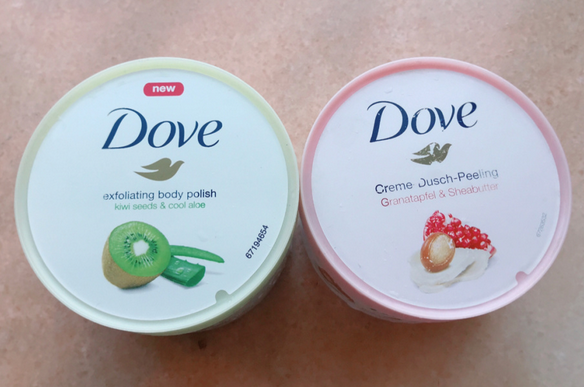 new
Dove
exfoliating body polish
kiwi seeds & cool aloe
67194654
Dove
Creme-Dusch-Peeling
Granatapfel & Sheabutter